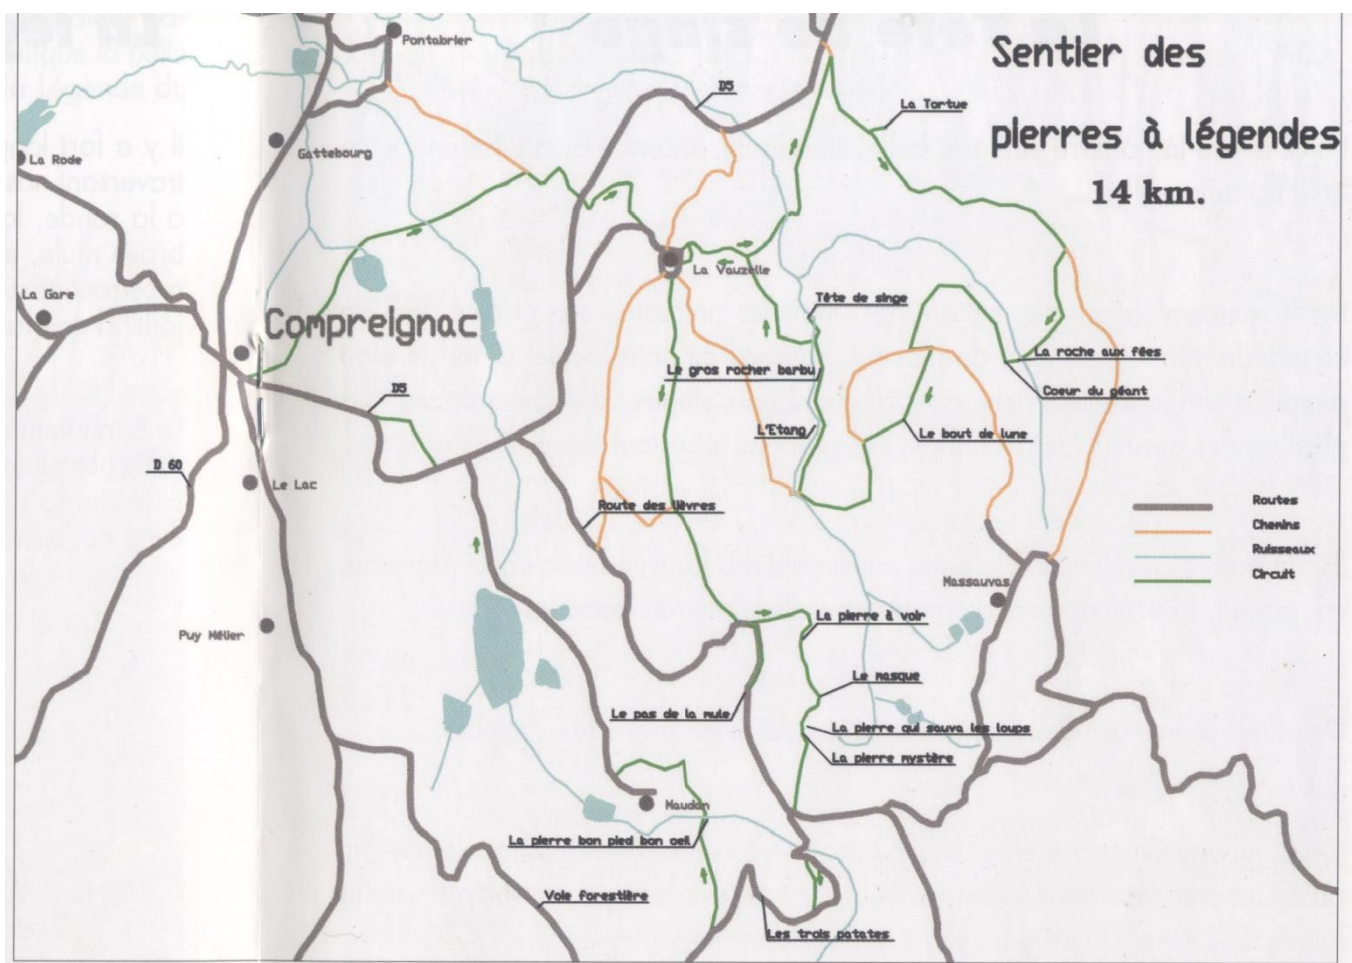 Sentier des
pierres à légendes
14 km.
Pontabrier
D5
La Tortue
Gattebourg
La Rode
La Vauzelle
La Gare
Tête de singe
Compreignac
La roche aux fées
Le gros rocher barbu
Coeur du péant
D5
L'Etang
Le bout de lune
D 60
Le Lac
Route des lièvres
Routes
Chemins
Ruisseaux
Circuit
Massauvas
La pierre à voir
Puy Mélier
Le masque
Le pas de la mule
La pierre qui sauva les loups
La pierre mystère
Maudan
La pierre bon pied bon oeil
Voie forestière
Les trois patates